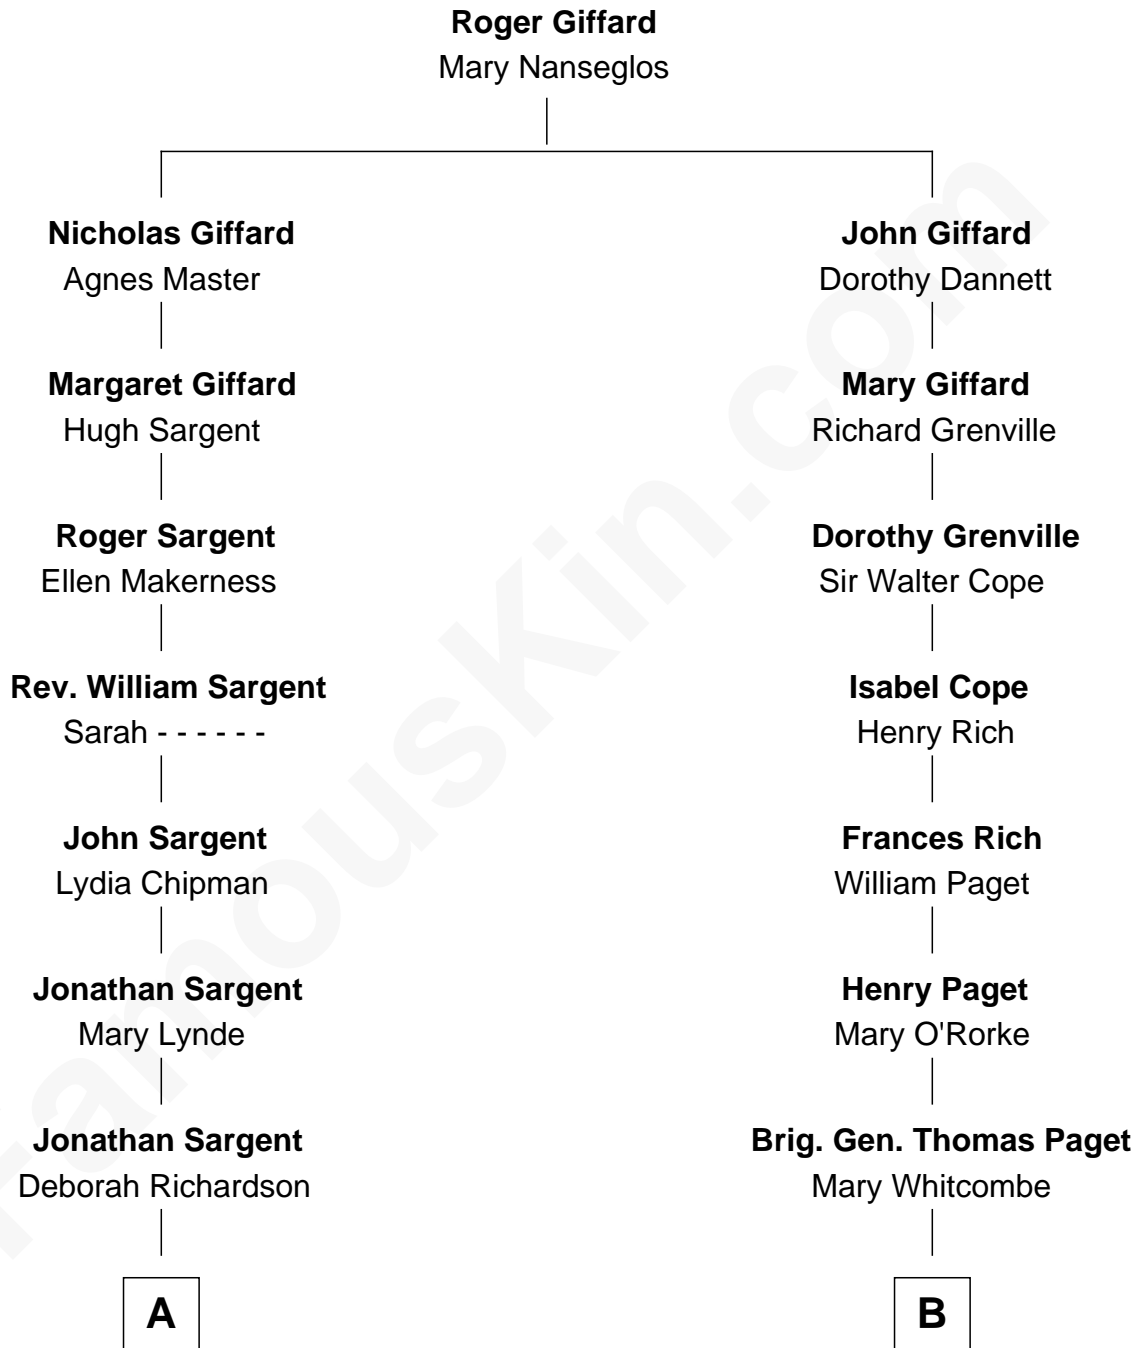 Roger Giffard
Mary Nanseglos
Nicholas Giffard
Agnes Master
John Giffard
Dorothy Dannett
Margaret Giffard
Hugh Sargent
Mary Giffard
Richard Grenville
Roger Sargent
Ellen Makerness
Dorothy Grenville
Sir Walter Cope
Rev. William Sargent
Sarah - - - - - -
Isabel Cope
Henry Rich
John Sargent
Lydia Chipman
Frances Rich
William Paget
Jonathan Sargent
Mary Lynde
Henry Paget
Mary O'Rorke
Jonathan Sargent
Deborah Richardson
Brig. Gen. Thomas Paget
Mary Whitcombe
A
B
FamousKin.com